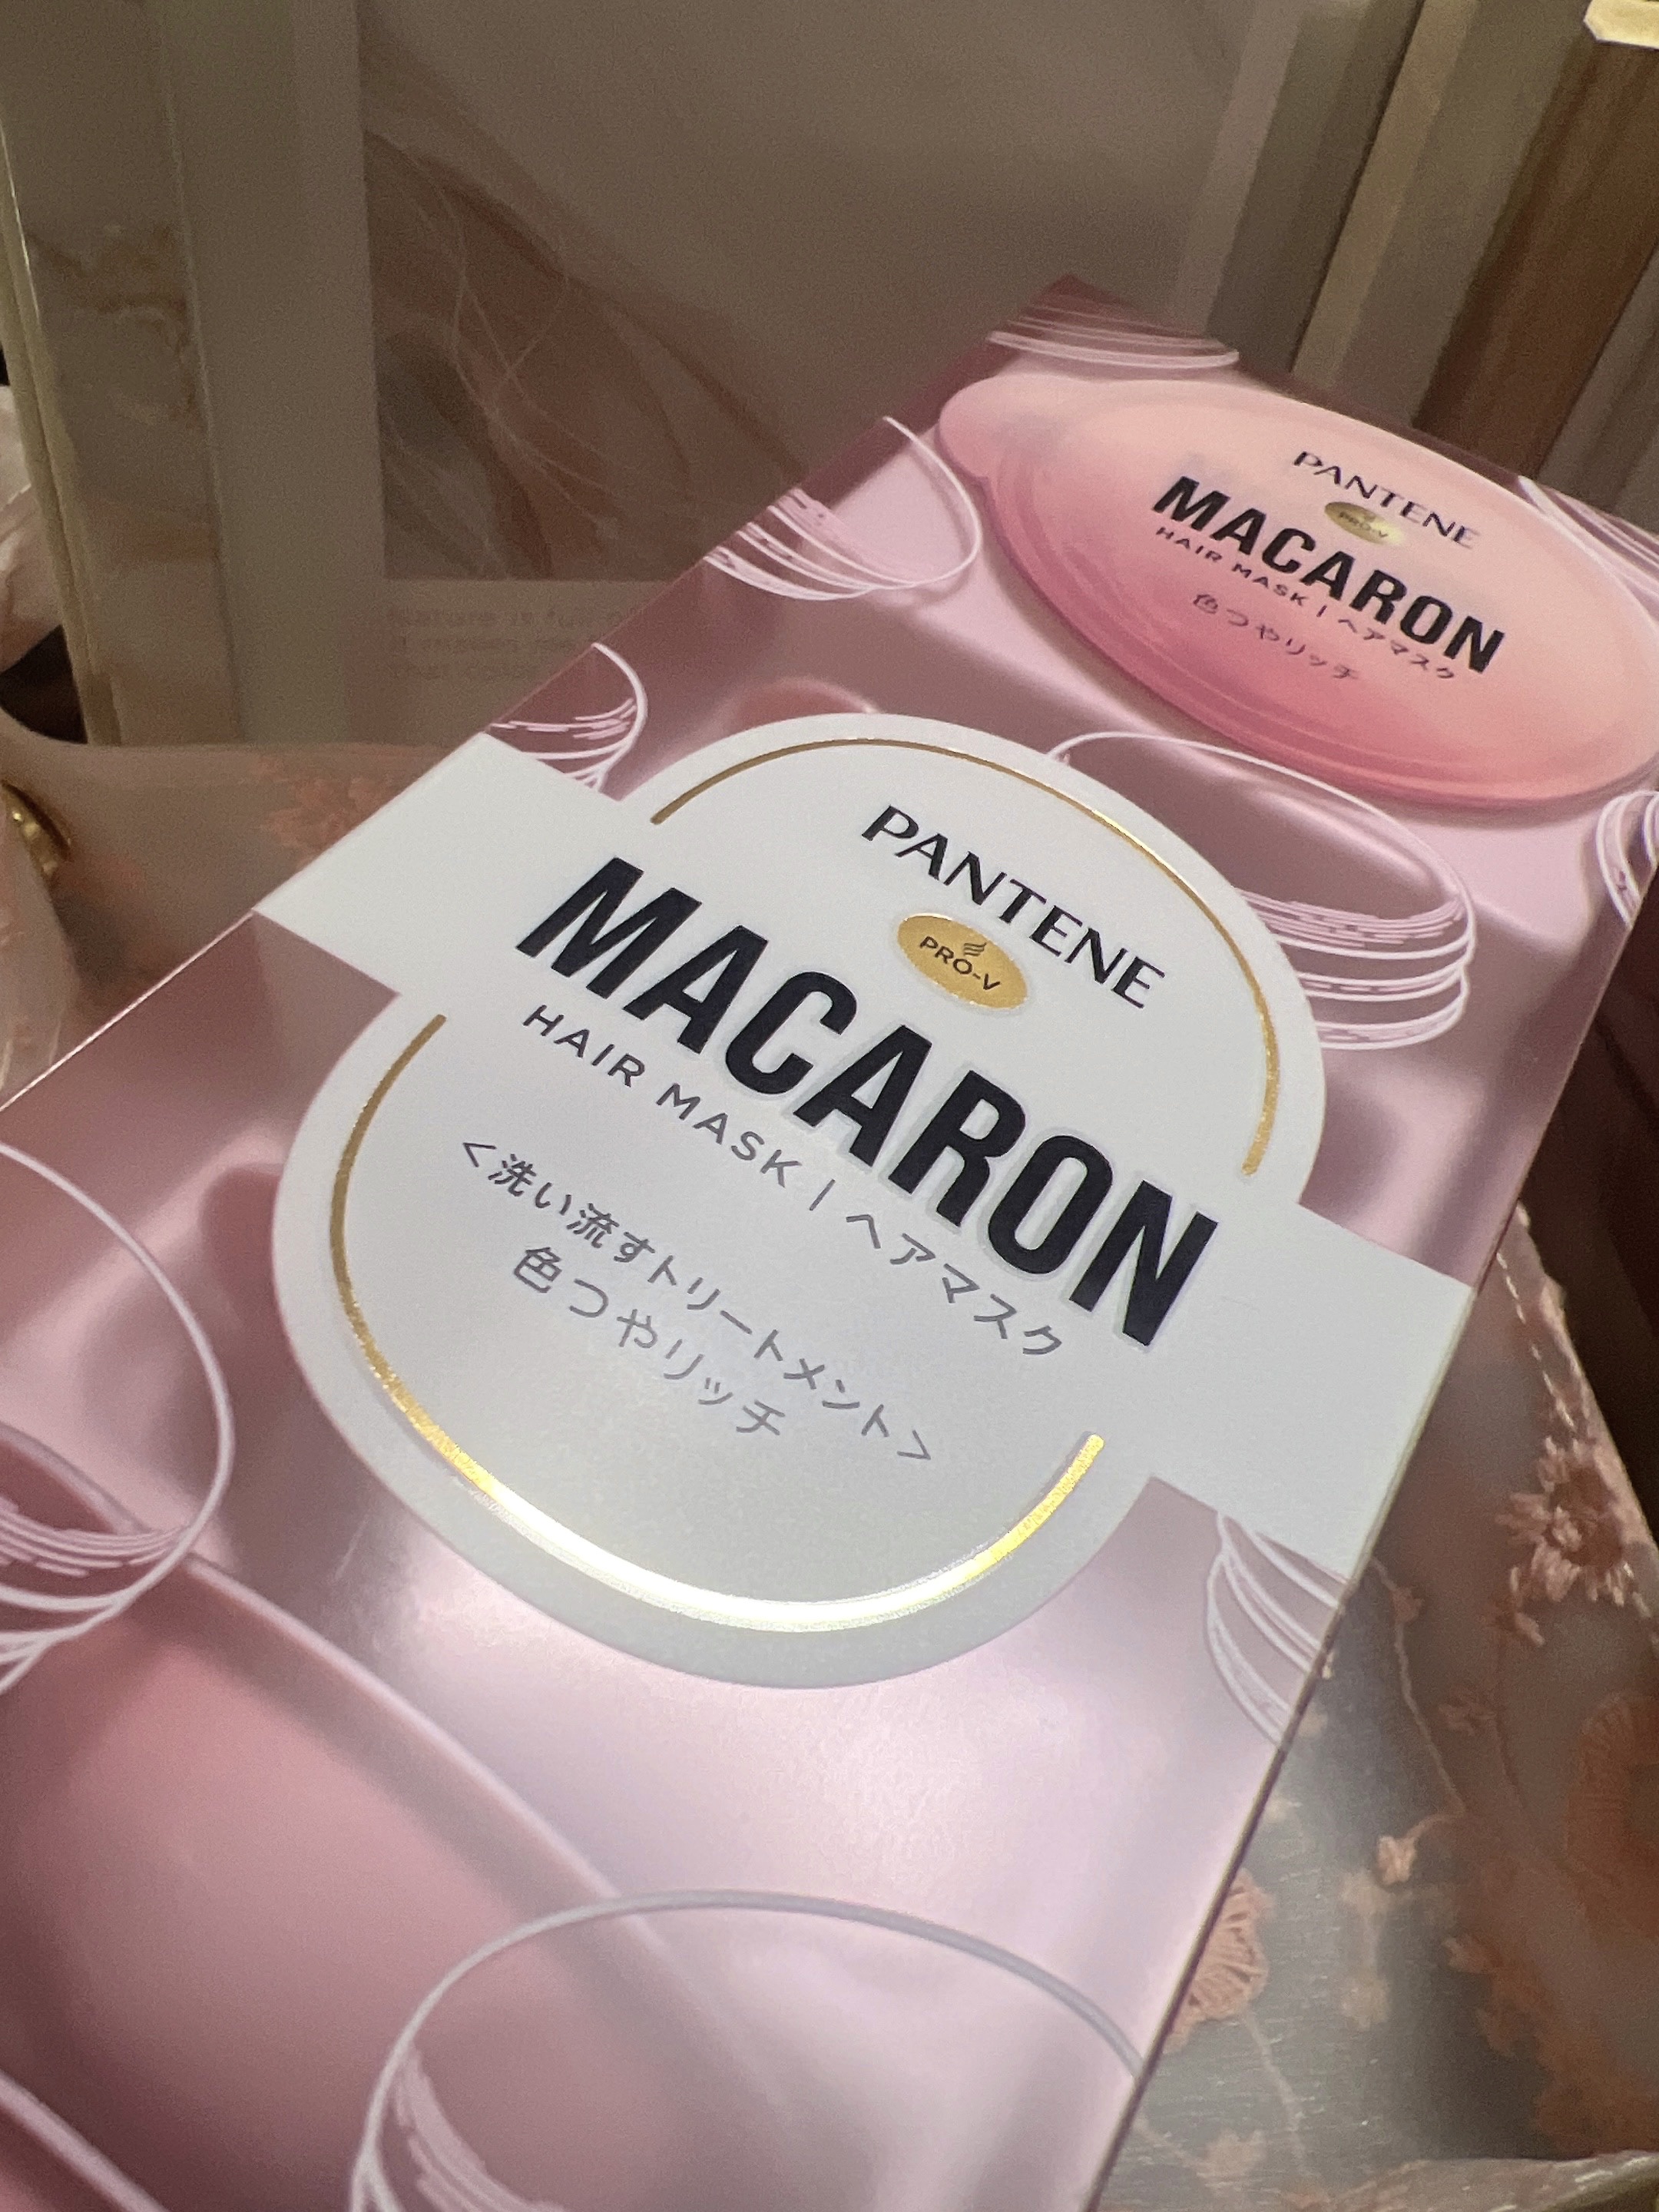 PANTENE
PRO-V
MACARON
HAIR MASK | ヘアマスク
色つやリッチ
PANTENE
PRO-V
MACARON
HAIR MASK | ヘアマスク
<洗い流すトリートメント>
色つやリッチ
Nature is